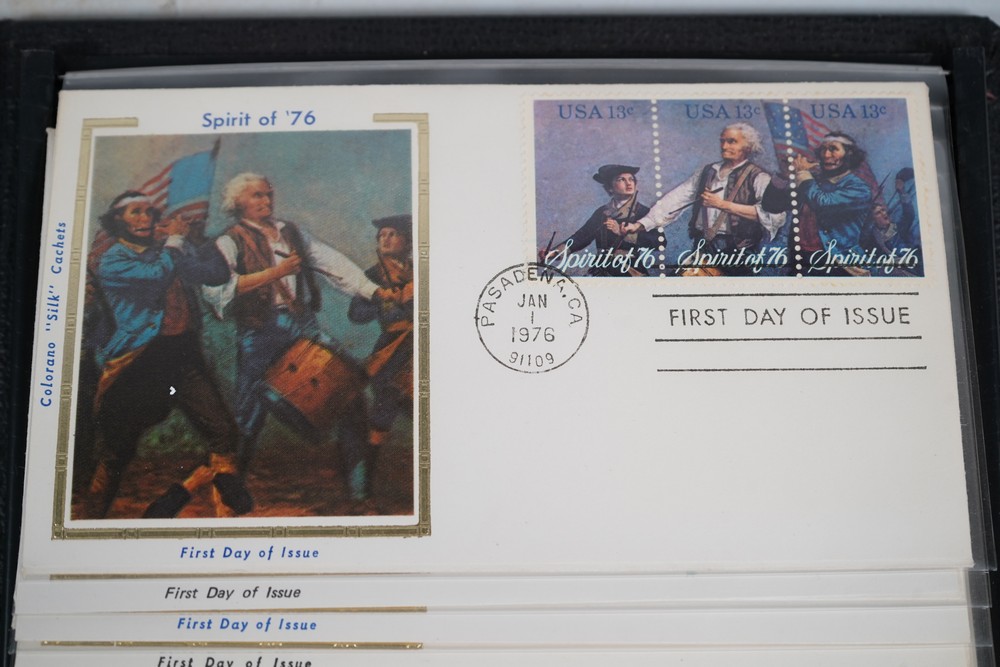 Spirit of '76
Colorano "Silk" Cachets
First Day of Issue
USA 13c USA 13c USA 13c
Spirit of 76 Spirit of 76 Spirit of 76
PASADENA, CA
JAN
1
1976
91109
FIRST DAY OF ISSUE
First Day of Issue
First Day of Issue
First Day of Issue